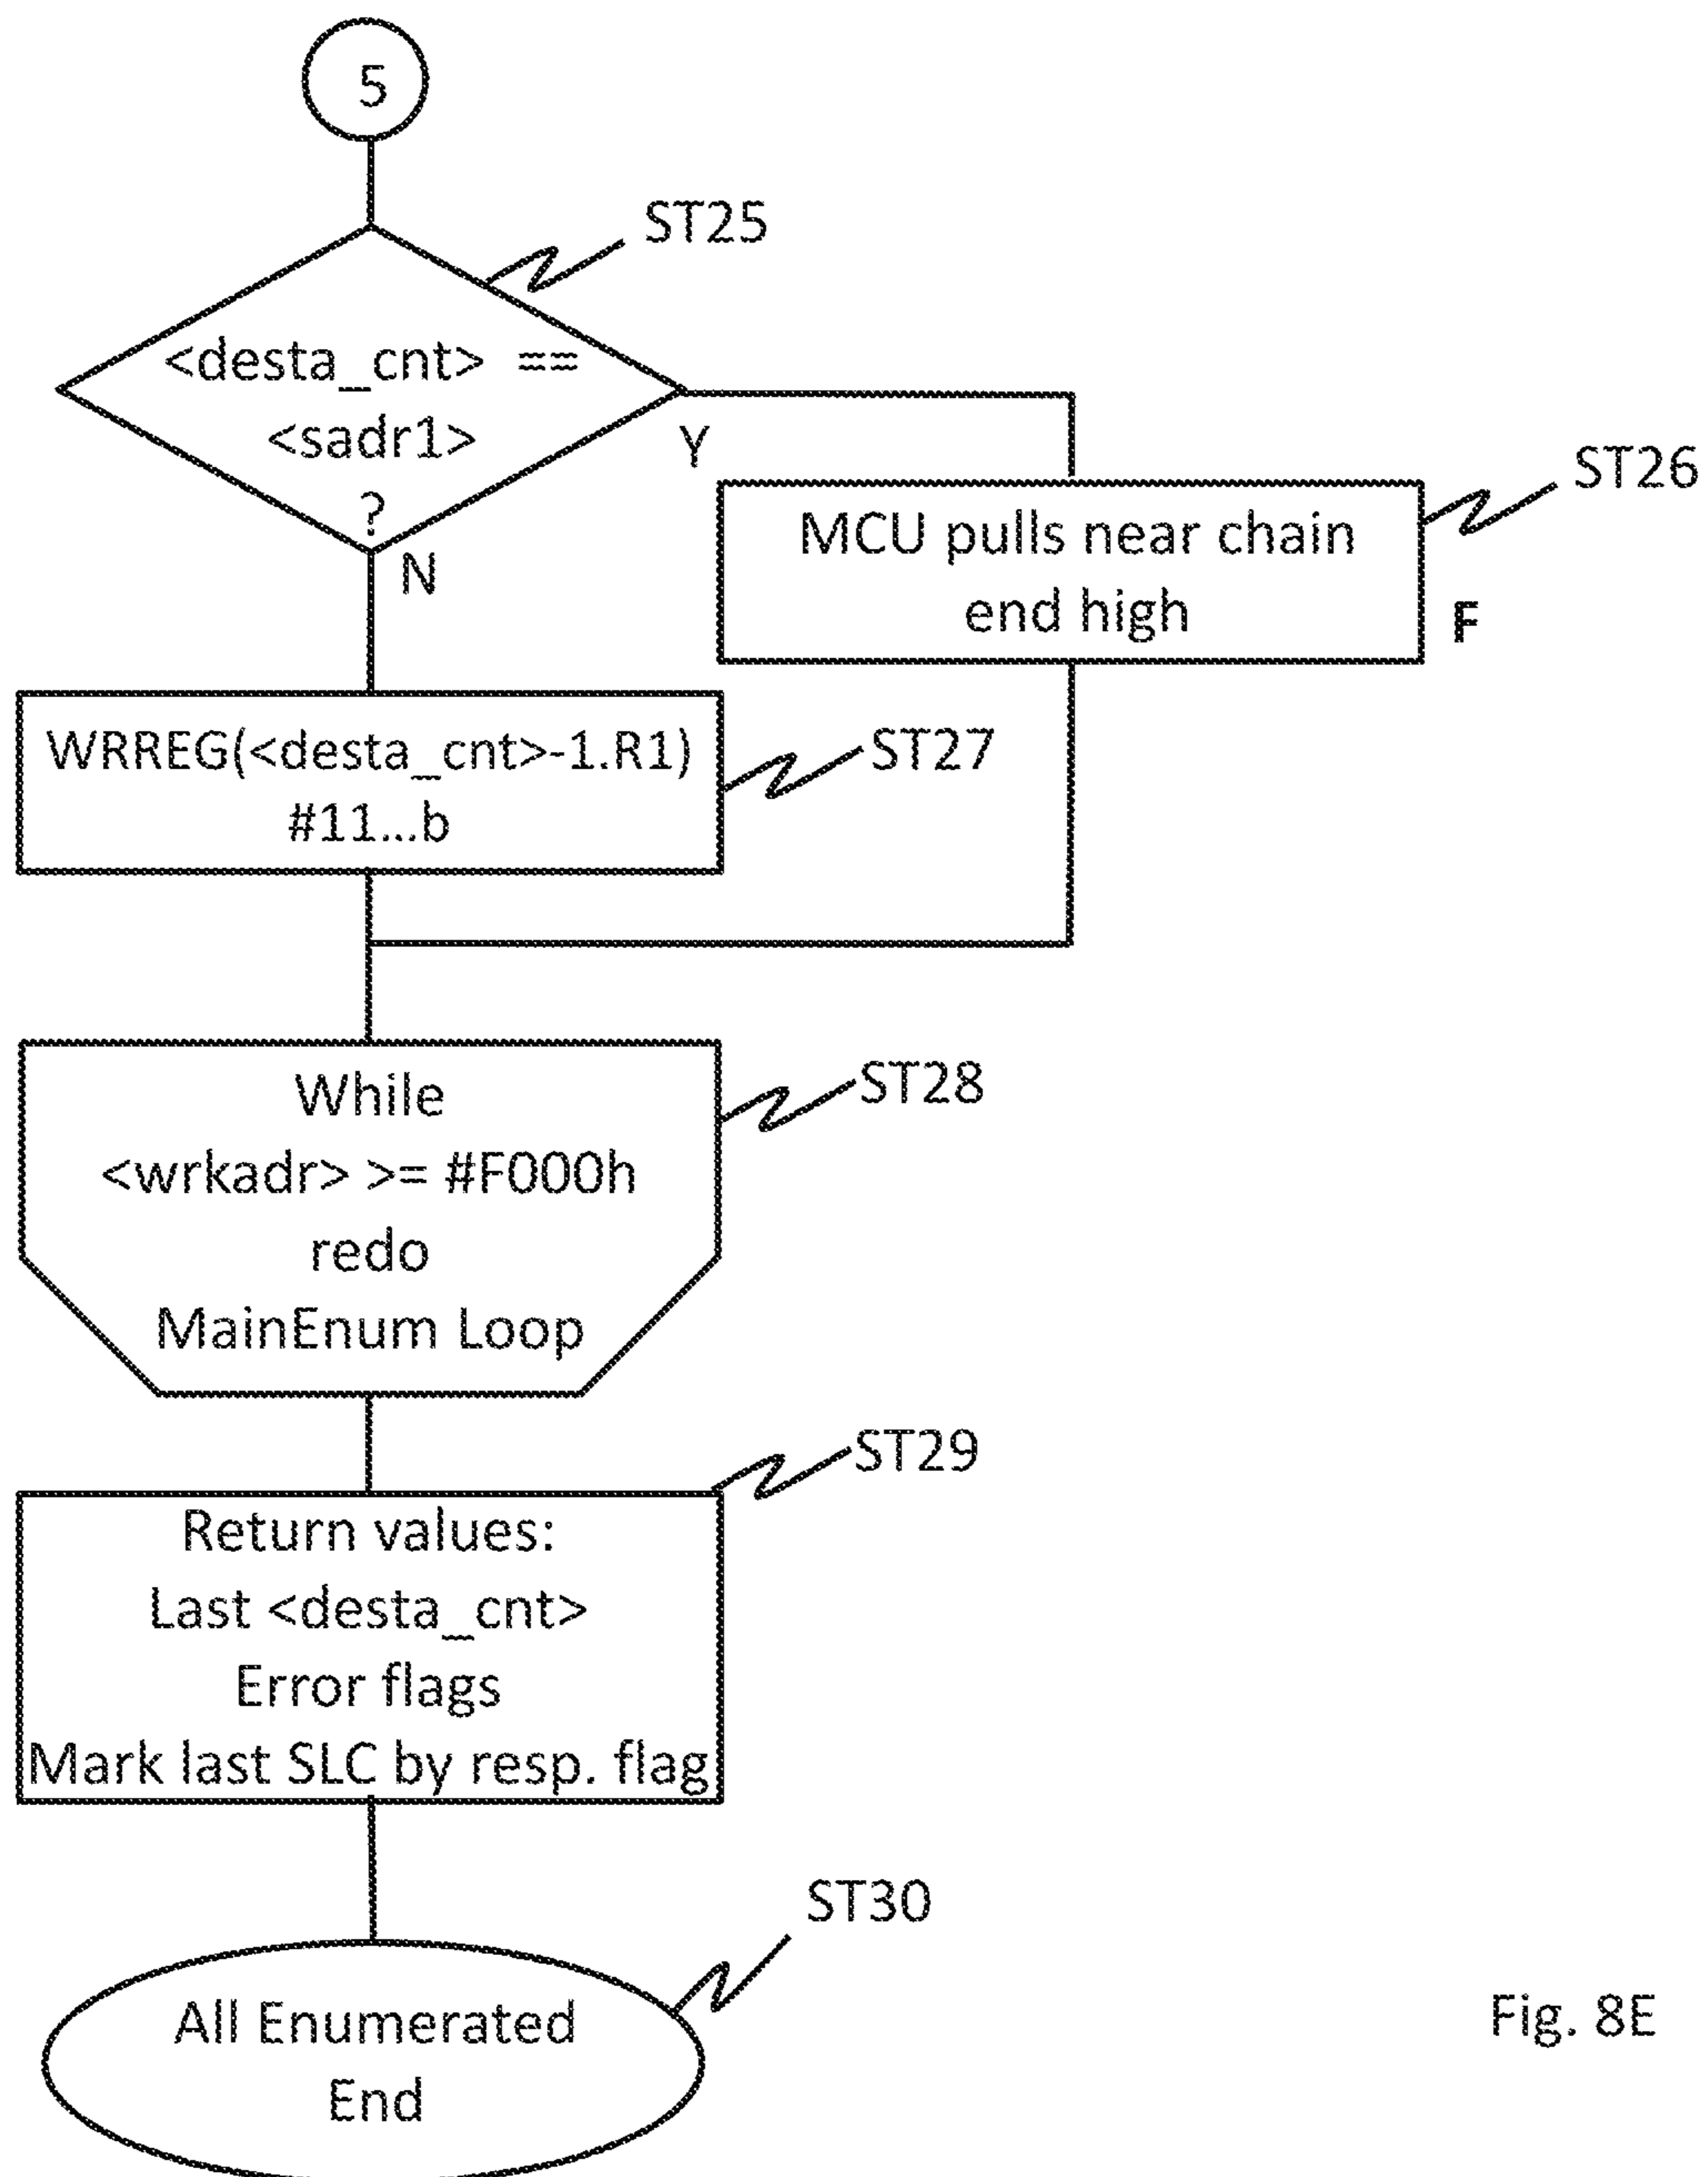 5
ST25
<desta_cnt> ==
<sadr1>
?
Y
N
ST26
MCU pulls near chain
end high
F
WRREG(<desta_cnt>-1.R1)
#11...b
ST27
While
<wrkadr> >= #F000h
redo
MainEnum Loop
ST28
ST29
Return values:
Last <desta_cnt>
Error flags
Mark last SLC by resp. flag
ST30
All Enumerated
End
Fig. 8E